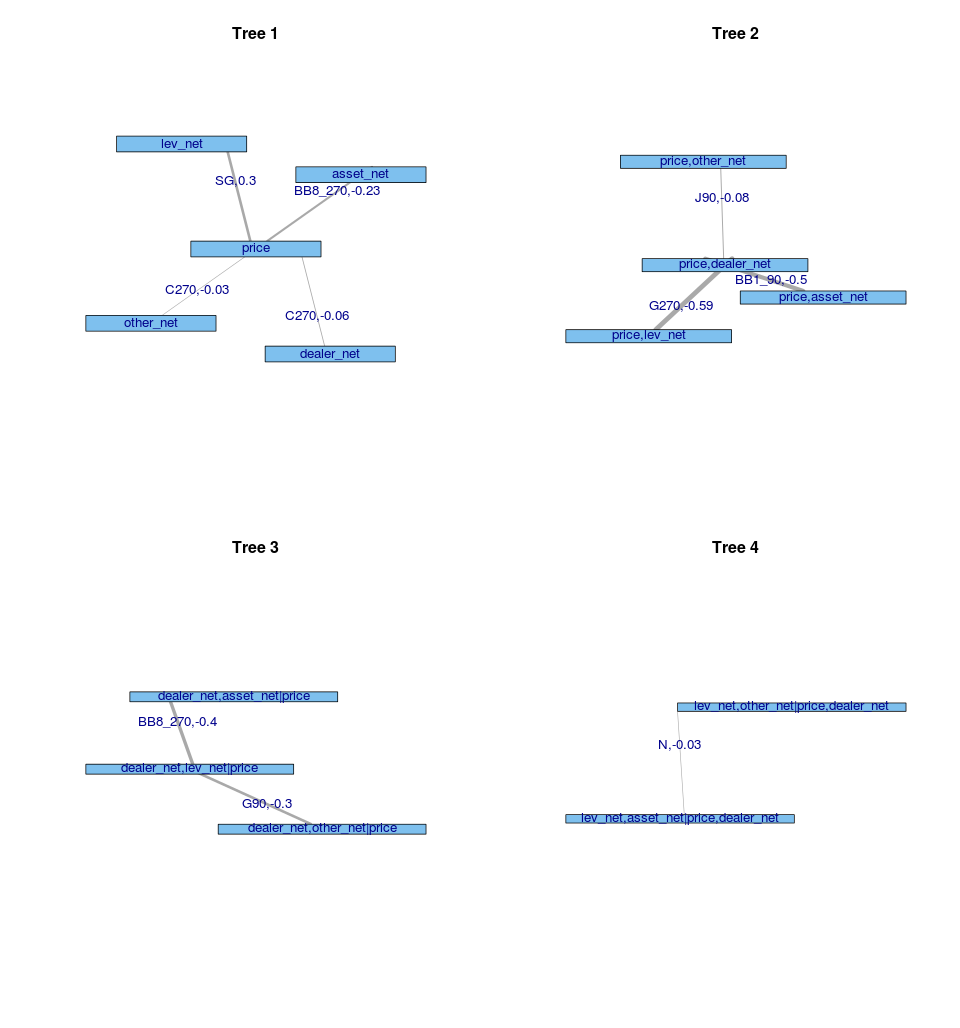 Tree 1
lev_net
asset_net
SG,0.3
BB8_270,-0.23
price
C270,-0.03
C270,-0.06
other_net
dealer_net
Tree 2
price,other_net
J90,-0.08
price,dealer_net
BB1_90,-0.5
price,asset_net
G270,-0.59
price,lev_net
Tree 3
dealer_net,asset_net|price
BB8_270,-0.4
dealer_net,lev_net|price
G90,-0.3
dealer_net,other_net|price
Tree 4
lev_net,other_net|price,dealer_net
N,-0.03
lev_net,asset_net|price,dealer_net